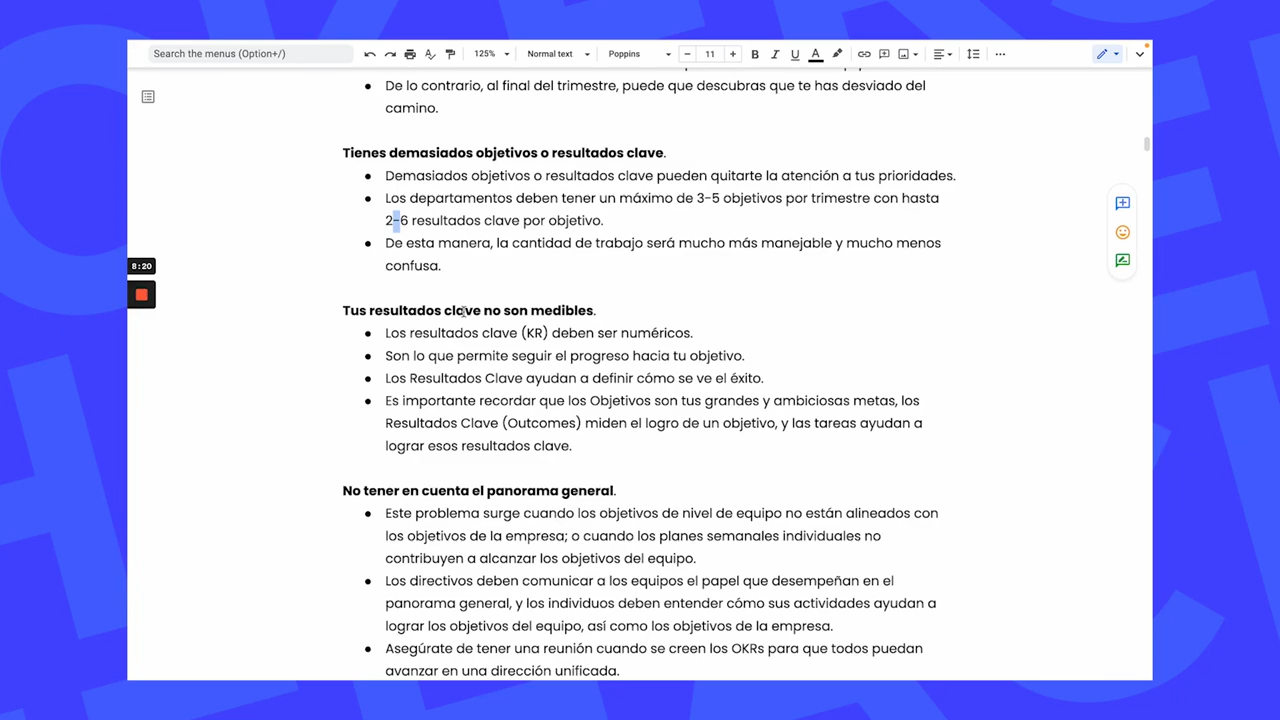 Search the menus (Option+/)
125%
Normal text
Poppins
11
B I U A
De lo contrario, al final del trimestre, puede que descubras que te has desviado del
camino.
Tienes demasiados objetivos o resultados clave.
Demasiados objetivos o resultados clave pueden quitarte la atención a tus prioridades.
Los departamentos deben tener un máximo de 3-5 objetivos por trimestre con hasta
2-6 resultados clave por objetivo.
De esta manera, la cantidad de trabajo será mucho más manejable y mucho menos
confusa.
8:20
Tus resultados clave no son medibles.
Los resultados clave (KR) deben ser numéricos.
Son lo que permite seguir el progreso hacia tu objetivo.
Los Resultados Clave ayudan a definir cómo se ve el éxito.
Es importante recordar que los Objetivos son tus grandes y ambiciosas metas, los
Resultados Clave (Outcomes) miden el logro de un objetivo, y las tareas ayudan a
lograr esos resultados clave.
No tener en cuenta el panorama general.
Este problema surge cuando los objetivos de nivel de equipo no están alineados con
los objetivos de la empresa; o cuando los planes semanales individuales no
contribuyen a alcanzar los objetivos del equipo.
Los directivos deben comunicar a los equipos el papel que desempeñan en el
panorama general, y los individuos deben entender cómo sus actividades ayudan a
lograr los objetivos del equipo, así como los objetivos de la empresa.
Asegúrate de tener una reunión cuando se creen los OKRs para que todos puedan
avanzar en una dirección unificada.